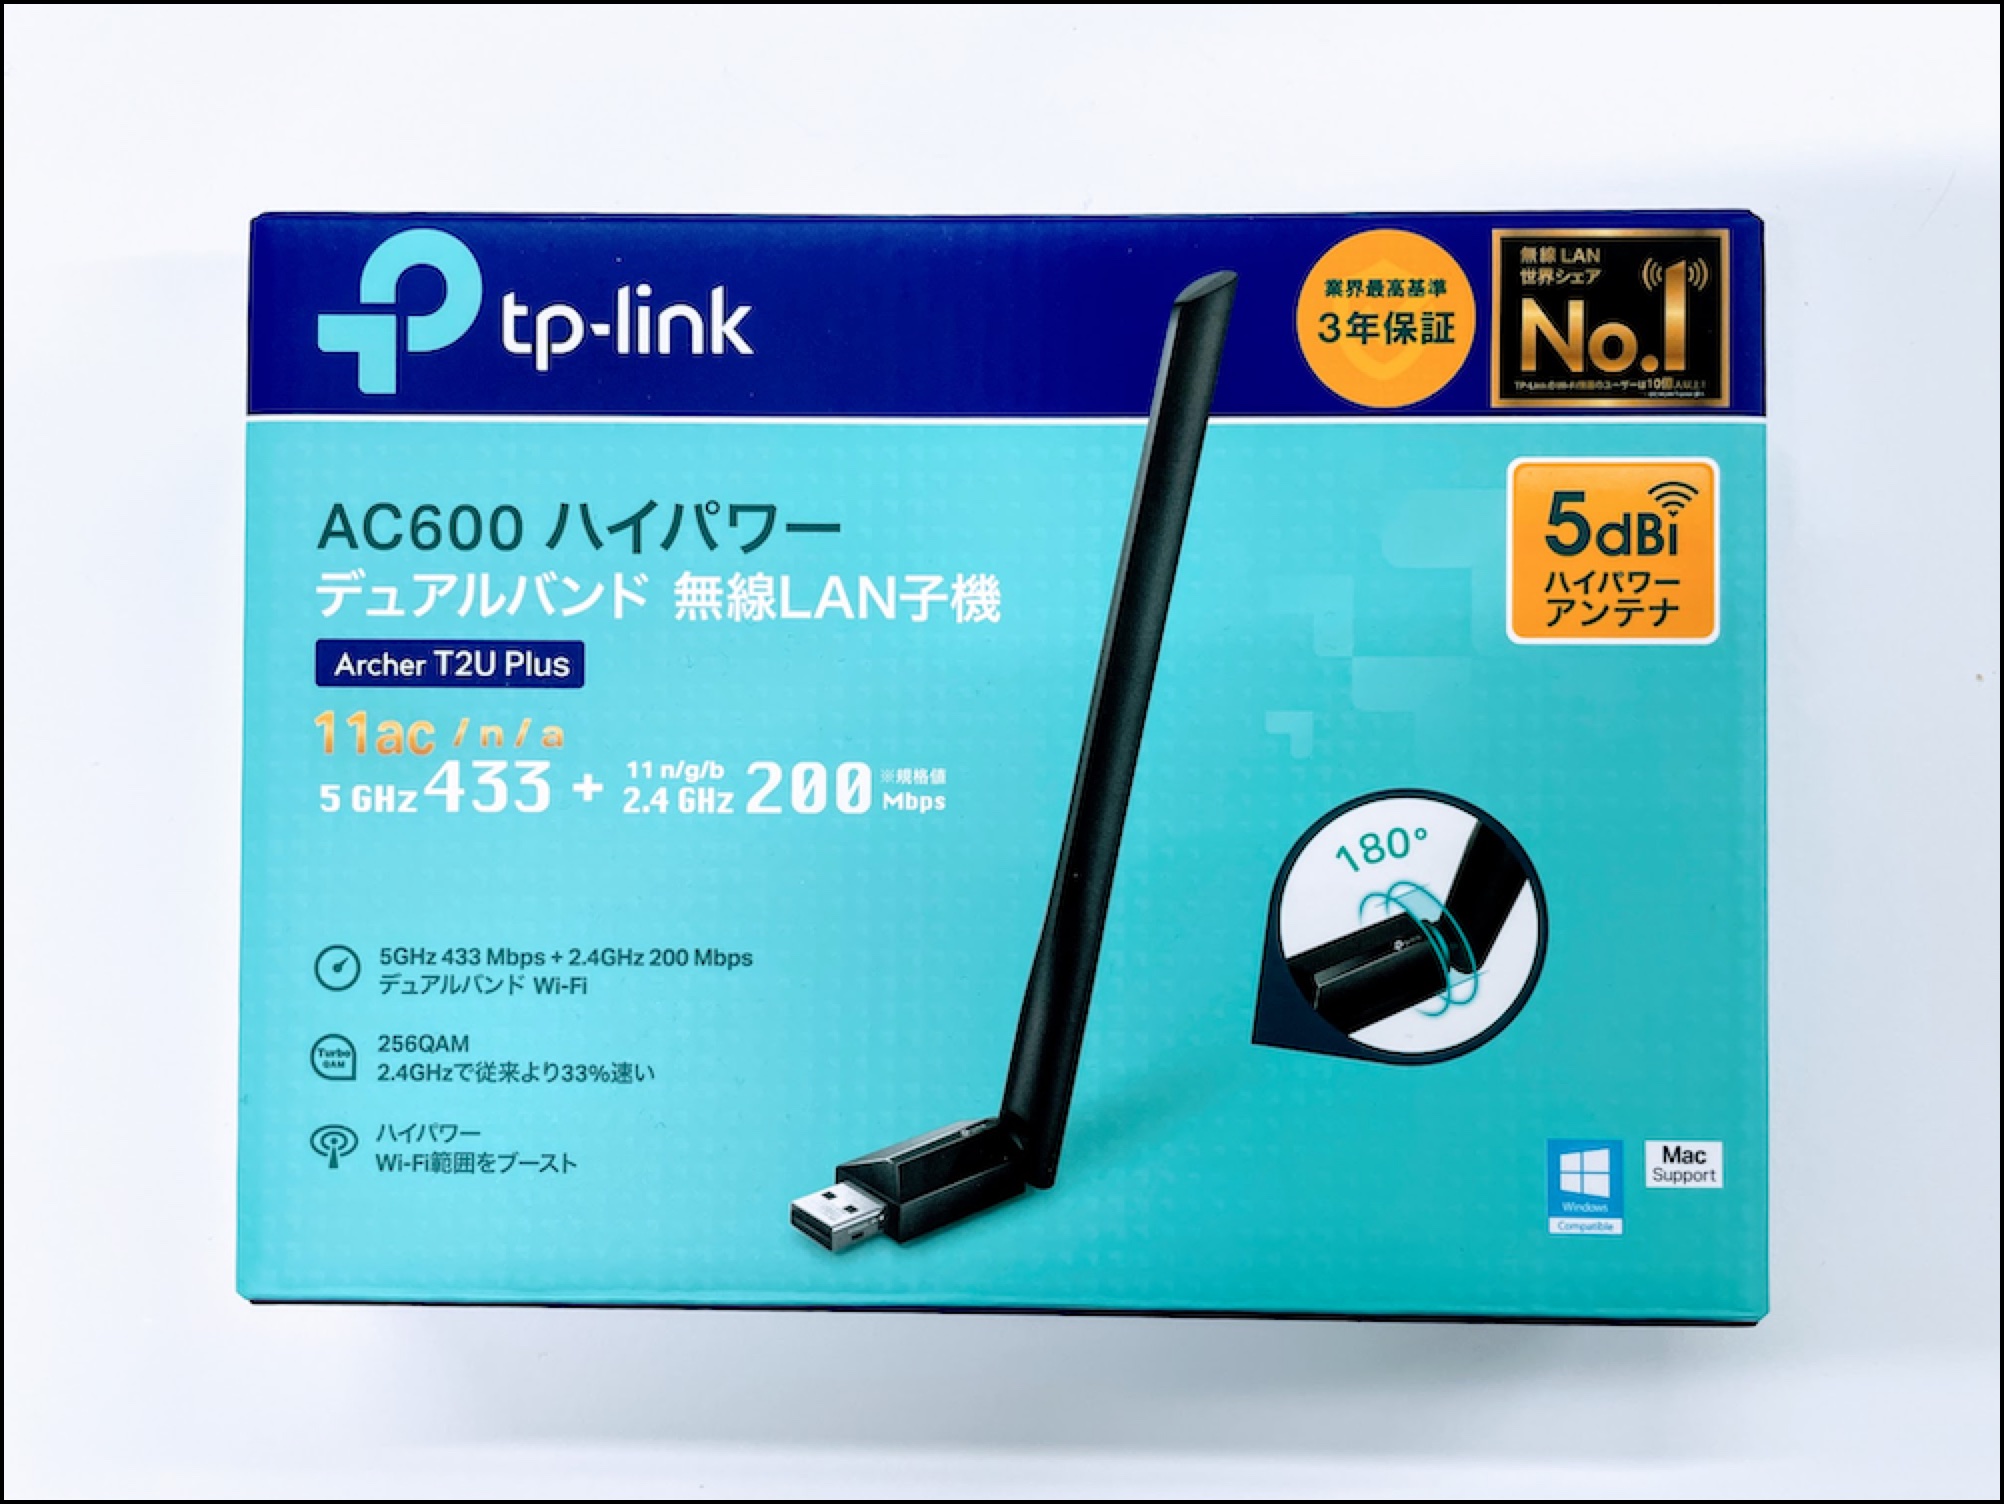 tp-link
業界最高基準
3年保証
無線 LAN
世界シェア
No.1
AC600 ハイパワー
デュアルバンド 無線LAN子機
Archer T2U Plus
11ac / n / a
5 GHz 433 + 11 n/g/b 2.4 GHz 200 ※規格値 Mbps
5dBi
ハイパワー
アンテナ
180°
5GHz 433 Mbps + 2.4GHz 200 Mbps
デュアルバンド Wi-Fi
Turbo
QAM
256QAM
2.4GHzで従来より33%速い
ハイパワー
Wi-Fi範囲をブースト
Windows
Compatible
Mac
Support